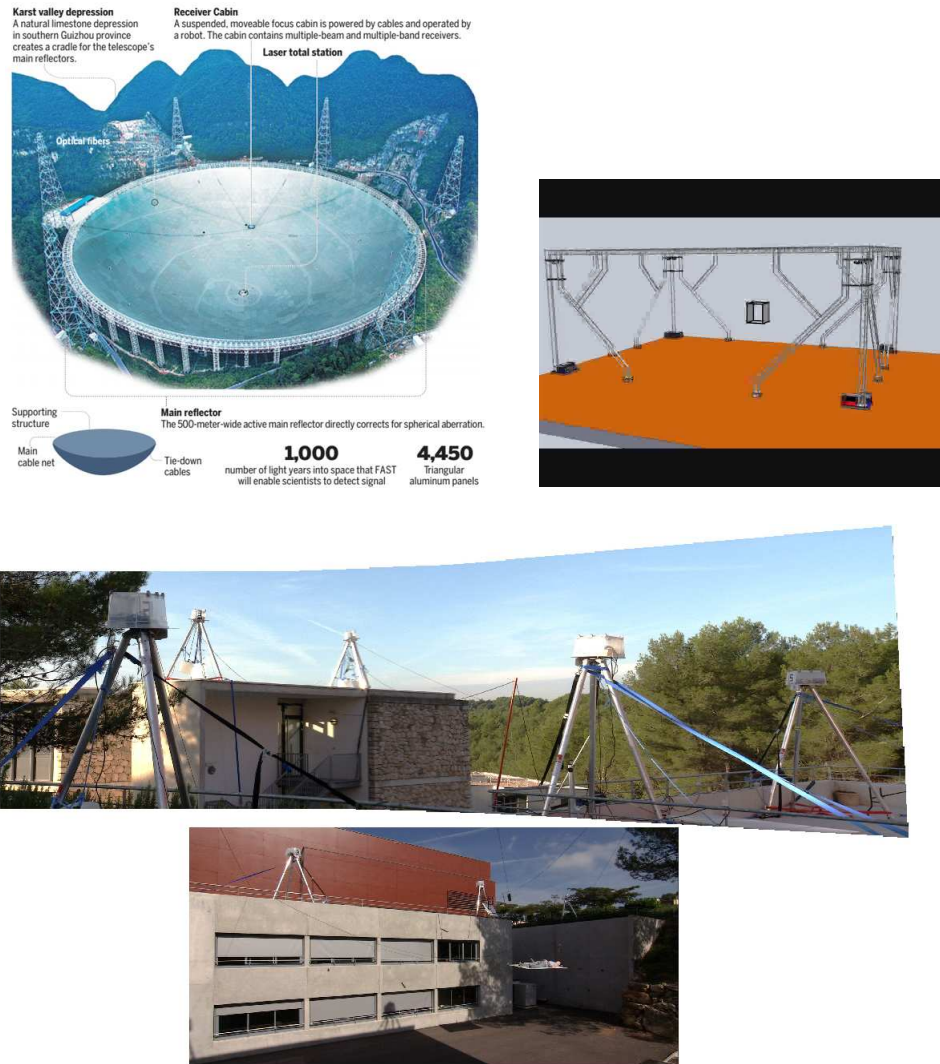 Karst valley depression
A natural limestone depression
in southern Guizhou province
creates a cradle for the telescope's
main reflectors.
Receiver Cabin
A suspended, moveable focus cabin is powered by cables and operated by
a robot. The cabin contains multiple-beam and multiple-band receivers.
Laser total station
Optical fibers
Main reflector
The 500-meter-wide active main reflector directly corrects for spherical aberration.
Supporting
structure
Main
cable net
Tie-down
cables
1,000
number of light years into space that FAST
will enable scientists to detect signal
4,450
Triangular
aluminum panels
5